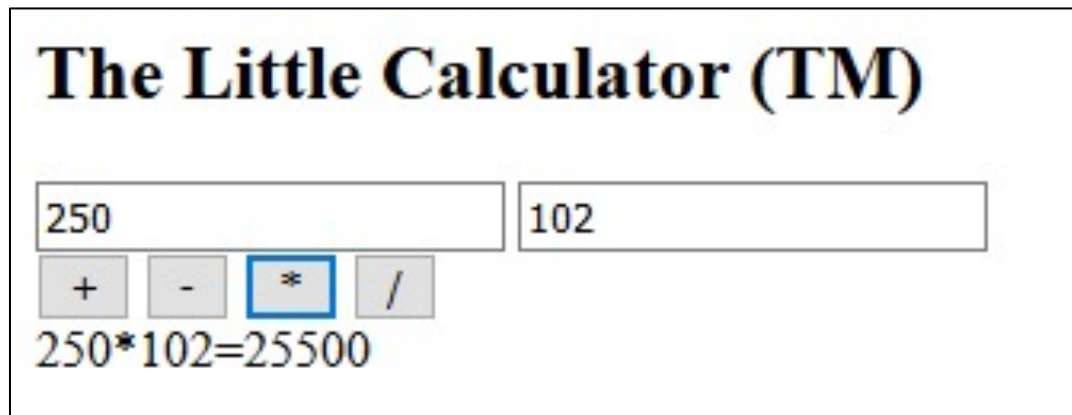 The Little Calculator (TM)
250 102
+ - * /
250*102=25500